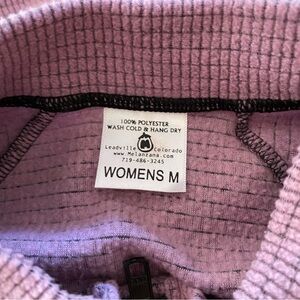 100% POLYESTER
WASH COLD & HANG DRY
Leadville Colorado
www.Melanzana.com
719-486-3245
WOMENS M